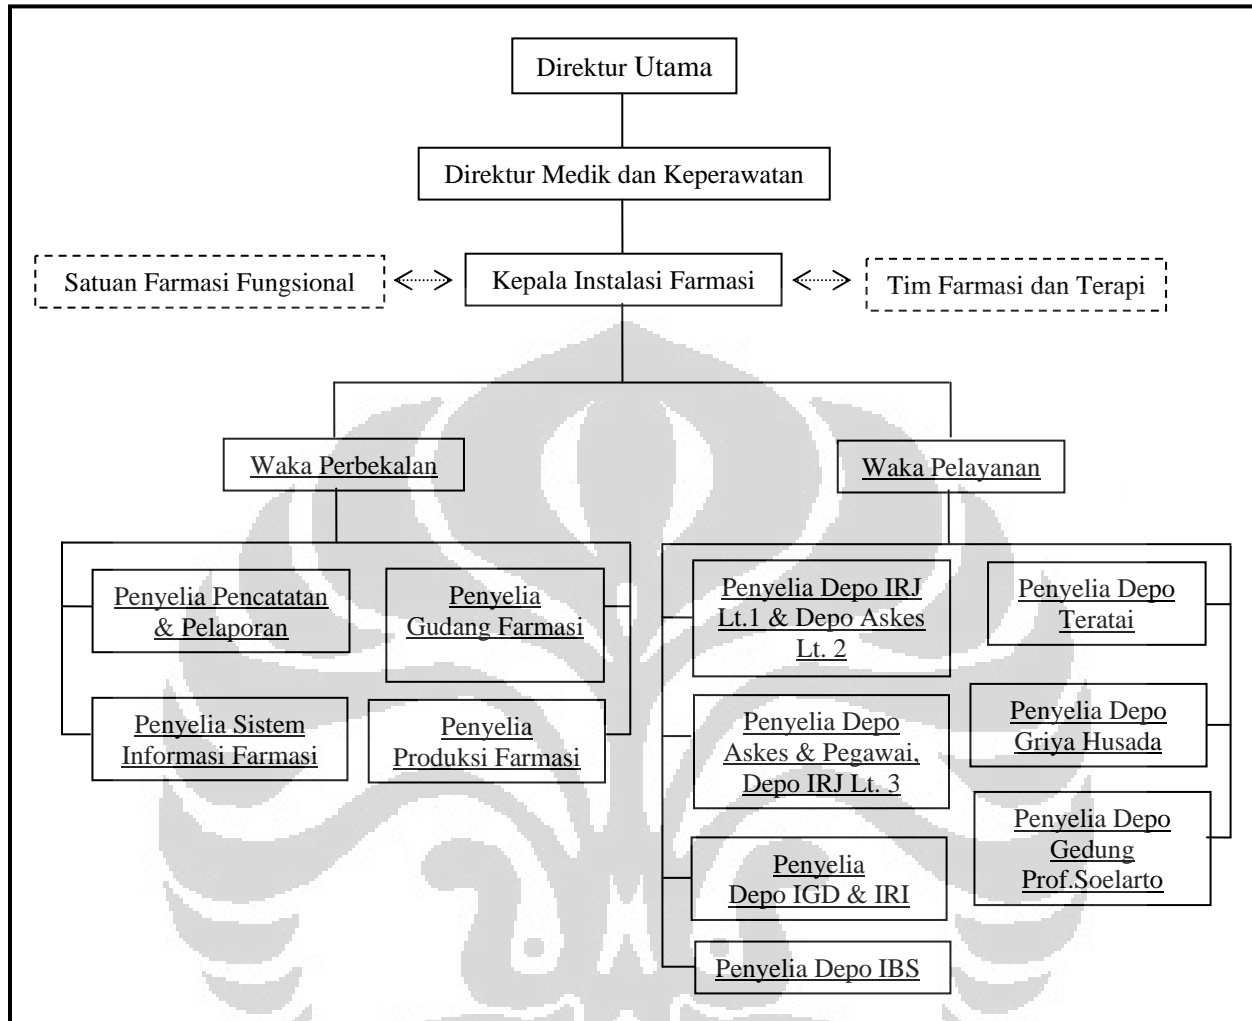 Direktur Utama
Direktur Medik dan Keperawatan
Satuan Farmasi Fungsional
Kepala Instalasi Farmasi
Tim Farmasi dan Terapi
Waka Perbekalan
Waka Pelayanan
Penyelia Pencatatan
& Pelaporan
Penyelia
Gudang Farmasi
Penyelia Sistem
Informasi Farmasi
Penyelia
Produksi Farmasi
Penyelia Depo IRJ
Lt.1 & Depo Askes
Lt. 2
Penyelia Depo
Teratai
Penyelia Depo
Askes & Pegawai,
Depo IRJ Lt. 3
Penyelia Depo
Griya Husada
Penyelia
Depo IGD & IRI
Penyelia Depo
Gedung
Prof.Soelarto
Penyelia Depo IBS